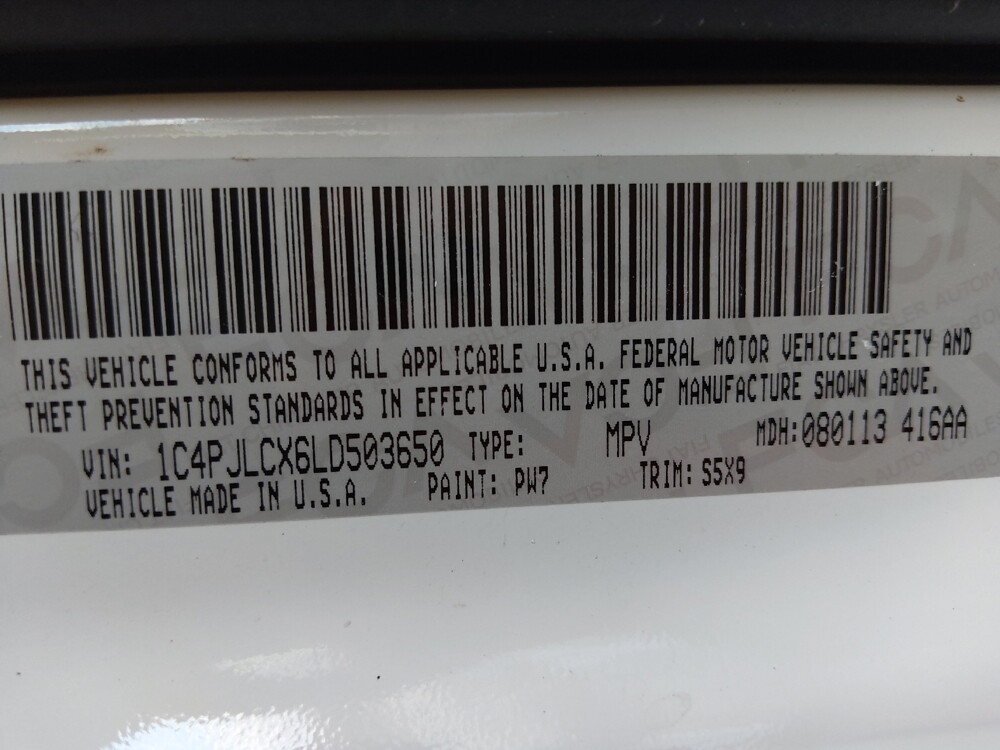 THIS VEHICLE CONFORMS TO ALL APPLICABLE U.S.A. FEDERAL MOTOR VEHICLE SAFETY AND
THEFT PREVENTION STANDARDS IN EFFECT ON THE DATE OF MANUFACTURE SHOWN ABOVE.
VIN: 1C4PJLCX6LD503650 TYPE: MPV MDH:080113 416AA
VEHICLE MADE IN U.S.A. PAINT: PW7 TRIM: S5X9